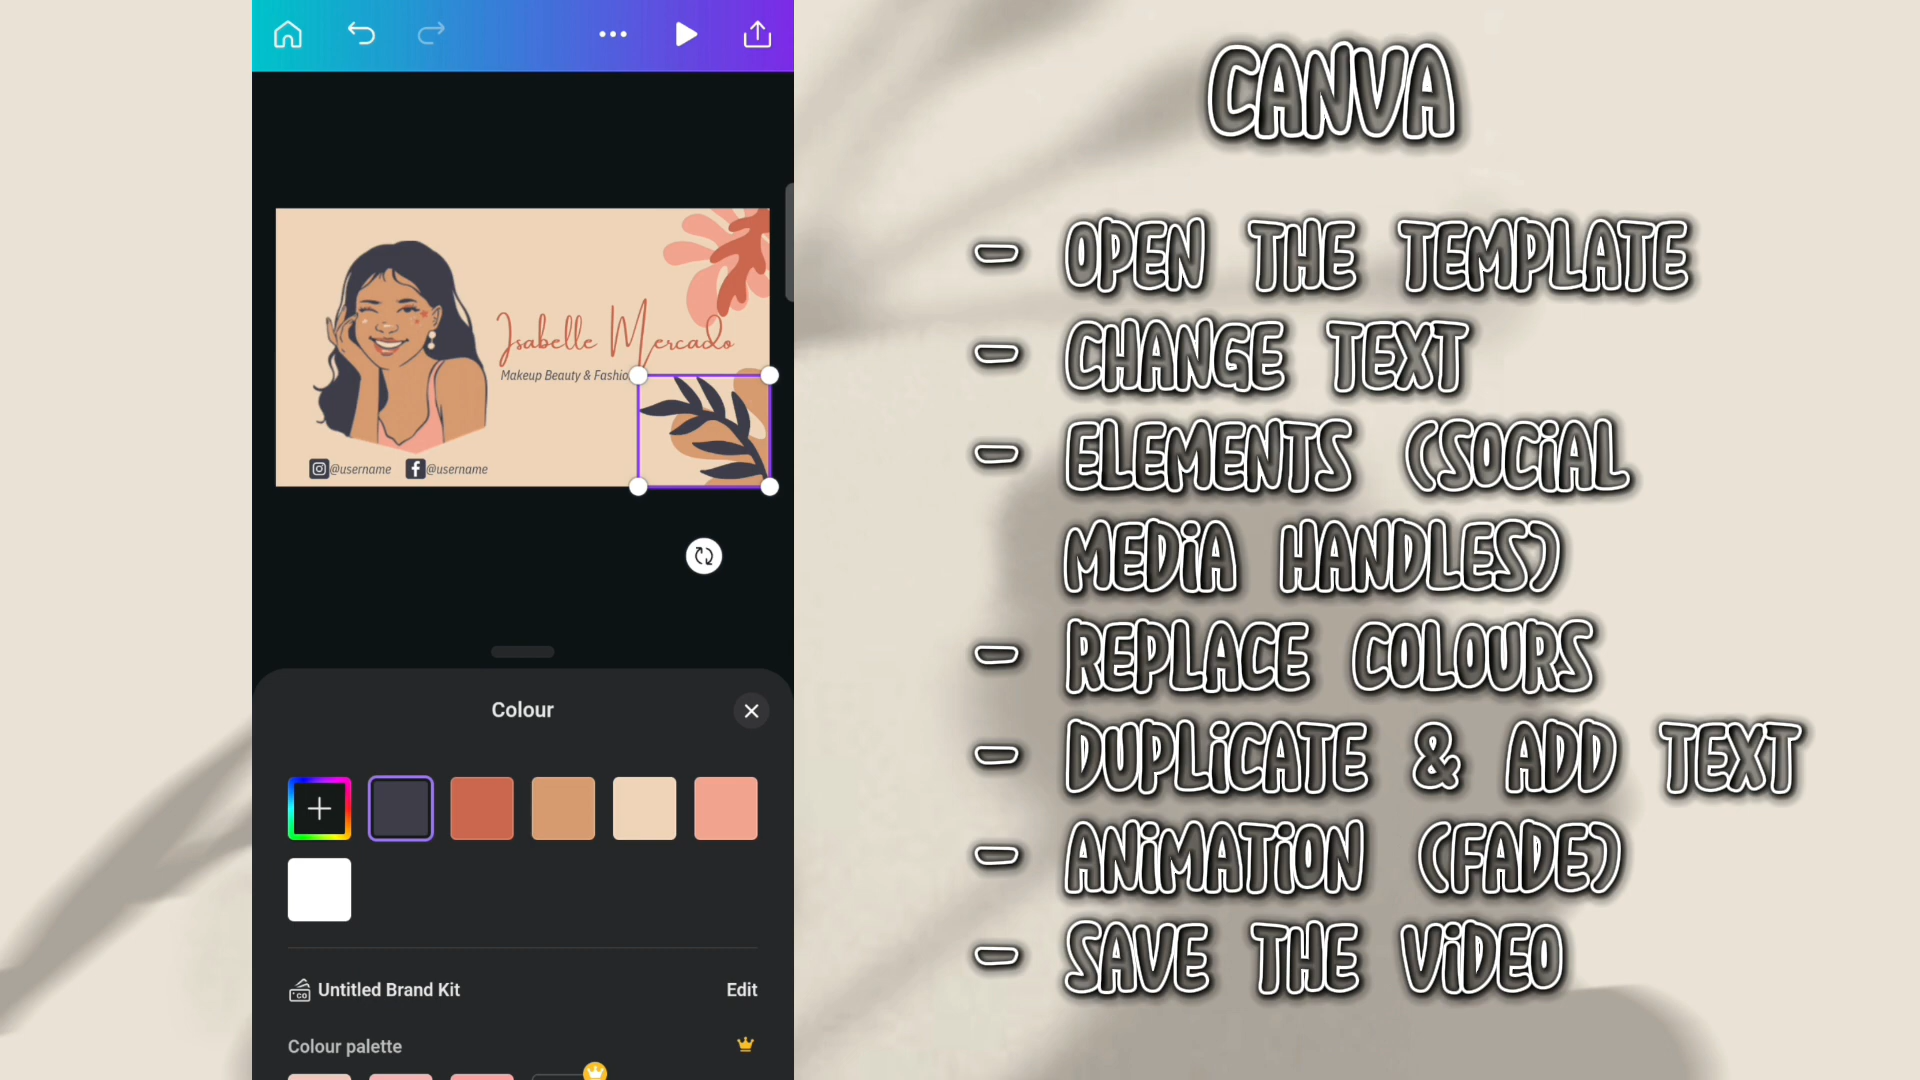 CANVA
- OPEN THE TEMPLATE
- CHANGE TEXT
- ELEMENTS (SOCiAL
MEDiA HANDLES)
- REPLACE COLOURS
- DUPLiCATE & ADD TEXT
- ANiMATiON (FADE)
- SAVE THE ViDEO
Isabelle Mercado
Makeup Beauty & Fashio
@username @username
Colour
Untitled Brand Kit Edit
Colour palette